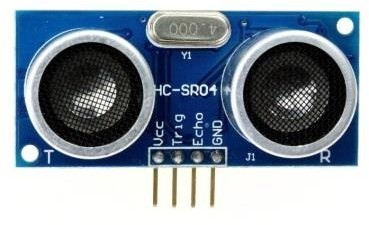 4.000
Y1
HC-SR04
Vcc
Trig
Echo
GND
T
J1
R